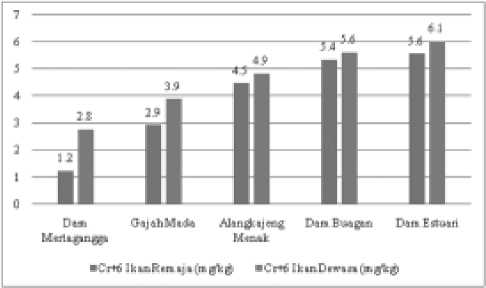 7
6
5
4
3
2
1
0
1.2
2.8
2.9
3.9
4.5
4.9
5.4
5.6
5.6
6.1
Dam Mertagangga
Gajah Mada
Alangkajeng Menak
Dam Buagan
Dam Estuari
Cr+6 Ikan Remaja (mg/kg)
Cr+6 Ikan Dewasa (mg/kg)